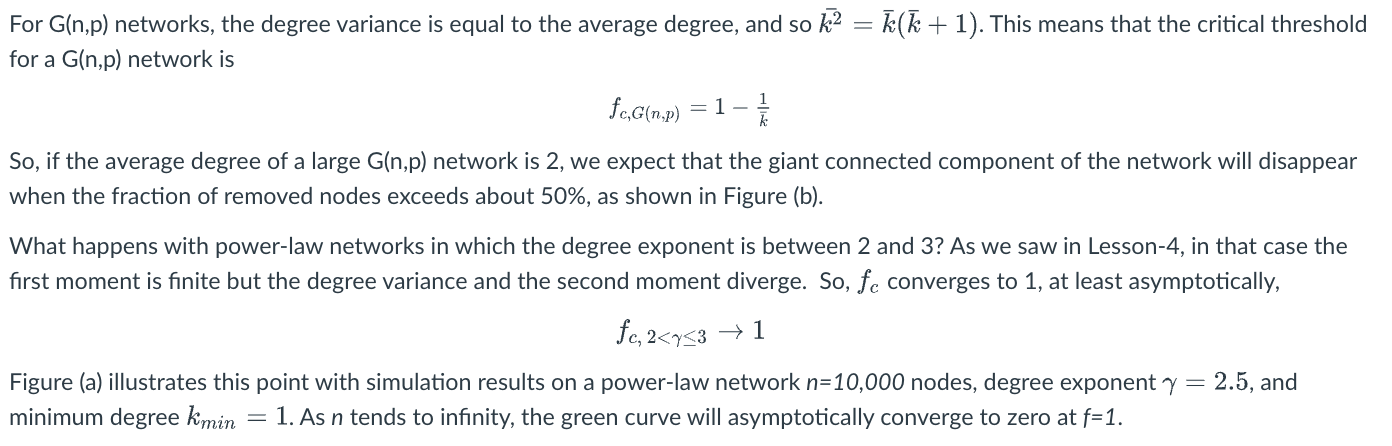 For G(n,p) networks, the degree variance is equal to the average degree, and so $\bar{k^2} = \bar{k}(\bar{k}+1)$. This means that the critical threshold
for a G(n,p) network is
$f_{c,G(n,p)} = 1 - \frac{1}{\bar{k}}$
So, if the average degree of a large G(n,p) network is 2, we expect that the giant connected component of the network will disappear
when the fraction of removed nodes exceeds about 50%, as shown in Figure (b).
What happens with power-law networks in which the degree exponent is between 2 and 3? As we saw in Lesson-4, in that case the
first moment is finite but the degree variance and the second moment diverge. So, $f_c$ converges to 1, at least asymptotically,
$f_{c,\,2<\gamma\leq 3} \rightarrow 1$
Figure (a) illustrates this point with simulation results on a power-law network n=10,000 nodes, degree exponent $\gamma = 2.5$, and
minimum degree $k_{min} = 1$. As n tends to infinity, the green curve will asymptotically converge to zero at f=1.